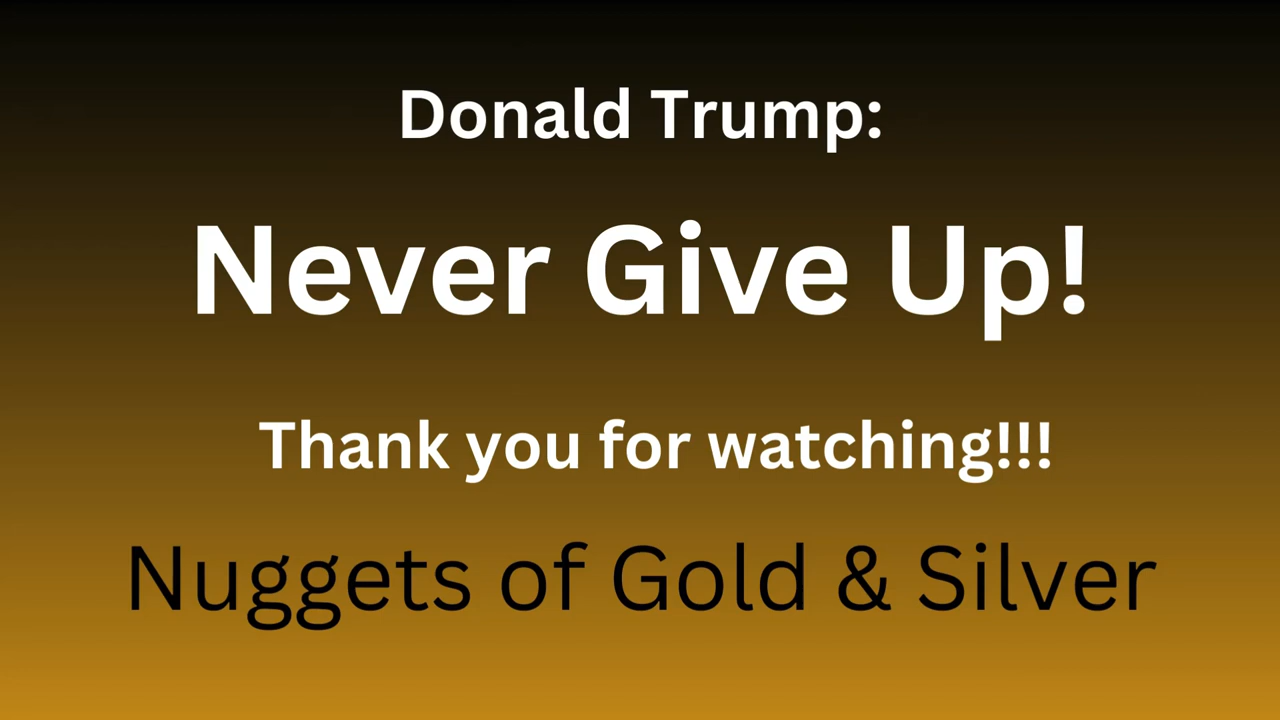 Donald Trump:
Never Give Up!
Thank you for watching!!!
Nuggets of Gold & Silver